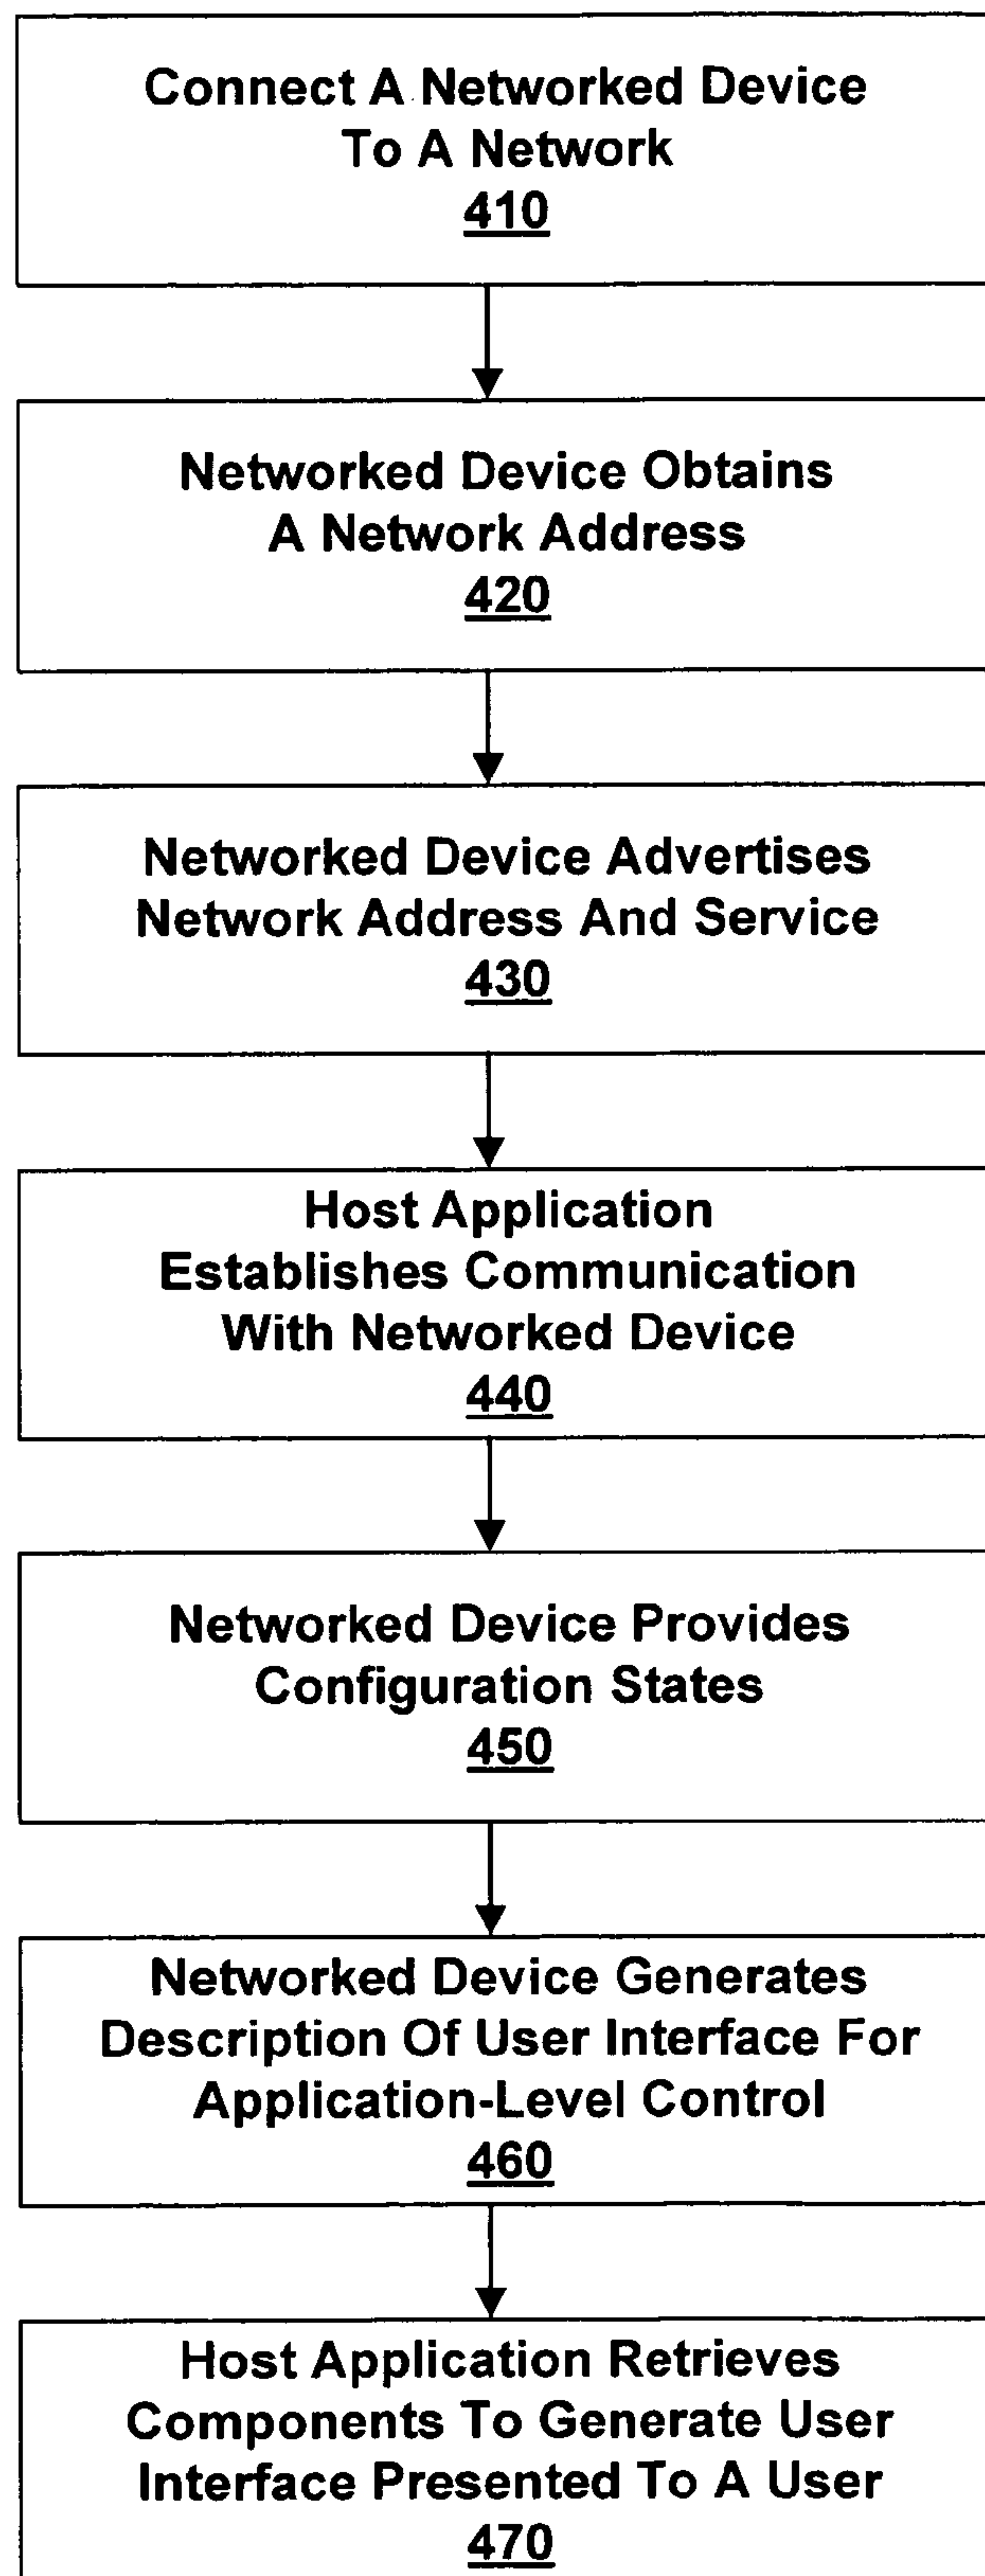 Connect A Networked Device
To A Network
410
Networked Device Obtains
A Network Address
420
Networked Device Advertises
Network Address And Service
430
Host Application
Establishes Communication
With Networked Device
440
Networked Device Provides
Configuration States
450
Networked Device Generates
Description Of User Interface For
Application-Level Control
460
Host Application Retrieves
Components To Generate User
Interface Presented To A User
470